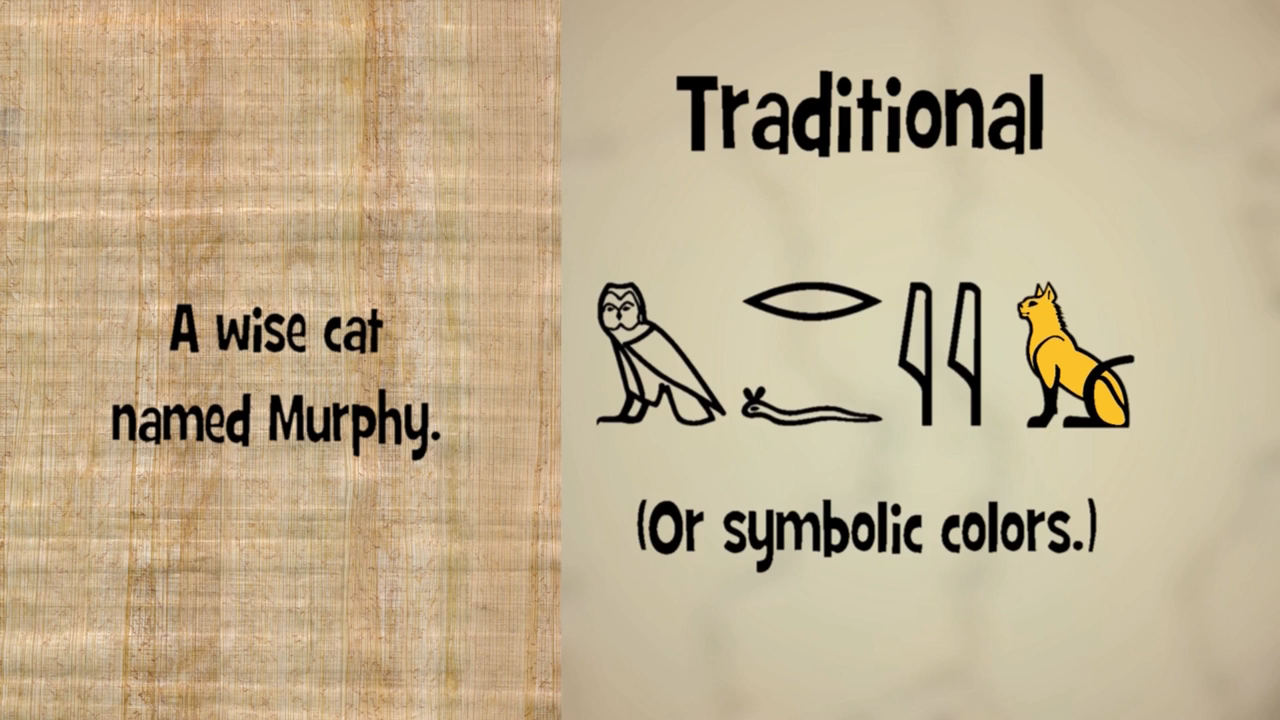 A wise cat
named Murphy.
Traditional
𓅓𓂋𓆑𓇌𓃠
(Or symbolic colors.)